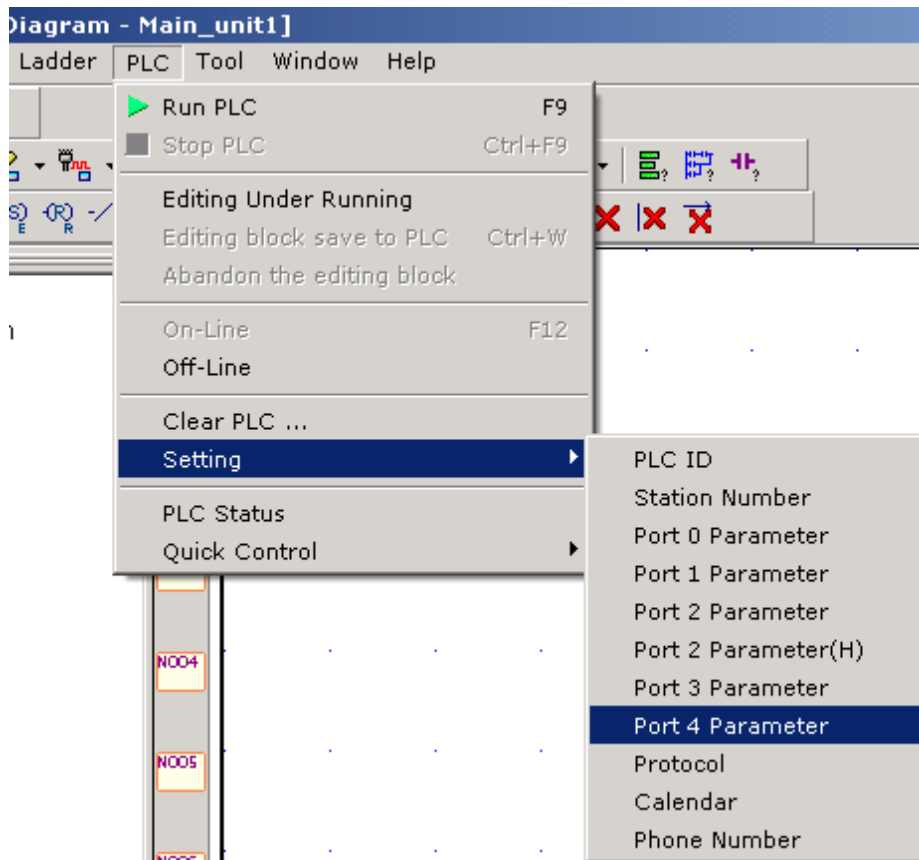 Diagram - Main_unit1]
Ladder PLC Tool Window Help
Run PLC F9
Stop PLC Ctrl+F9
Editing Under Running
Editing block save to PLC Ctrl+W
Abandon the editing block
On-Line F12
Off-Line
Clear PLC ...
Setting
PLC Status
Quick Control
PLC ID
Station Number
Port 0 Parameter
Port 1 Parameter
Port 2 Parameter
Port 2 Parameter(H)
Port 3 Parameter
Port 4 Parameter
Protocol
Calendar
Phone Number
N004
N005